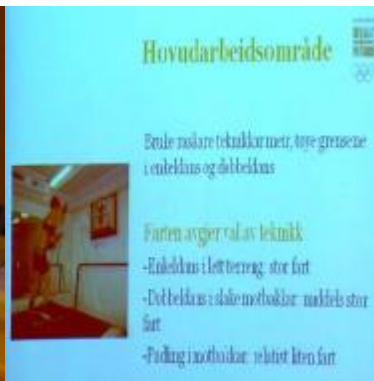 Hovudarbeidsområde
Bruke raskare teknikkar meir, tøye grensene
i enkeldans og dobbeldans
Farten avgjer val av teknikk
-Enkeldans i lett terreng: stor fart
-Dobbeldans i slake motbakkar: middels stor
fart
-Padling i motbakkar: relativt liten fart